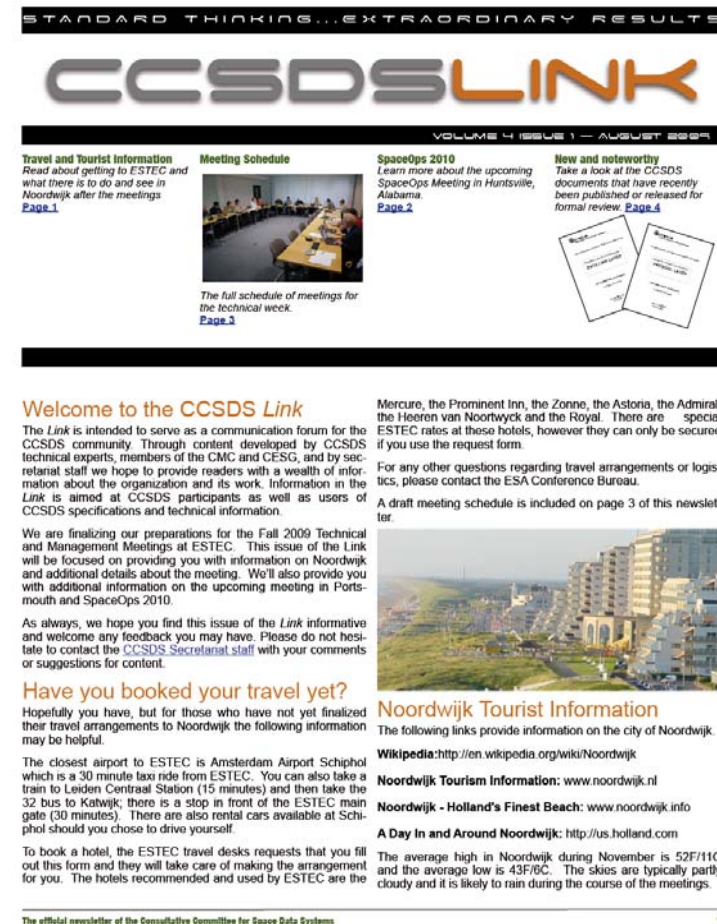 STANDARD THINKING...EXTRAORDINARY RESULTS
CCSDSLINK
VOLUME 4 ISSUE 1 — AUGUST 2009
Travel and Tourist Information
Read about getting to ESTEC and
what there is to do and see in
Noordwijk after the meetings
Page 1
Meeting Schedule
The full schedule of meetings for
the technical week.
Page 3
SpaceOps 2010
Learn more about the upcoming
SpaceOps Meeting in Huntsville,
Alabama.
Page 2
New and noteworthy
Take a look at the CCSDS
documents that have recently
been published or released for
formal review. Page 4
Welcome to the CCSDS Link
The Link is intended to serve as a communication forum for the
CCSDS community. Through content developed by CCSDS
technical experts, members of the CMC and CESG, and by sec-
retariat staff we hope to provide readers with a wealth of infor-
mation about the organization and its work. Information in the
Link is aimed at CCSDS participants as well as users of
CCSDS specifications and technical information.
We are finalizing our preparations for the Fall 2009 Technical
and Management Meetings at ESTEC. This issue of the Link
will be focused on providing you with information on Noordwijk
and additional details about the meeting. We'll also provide you
with additional information on the upcoming meeting in Ports-
mouth and SpaceOps 2010.
As always, we hope you find this issue of the Link informative
and welcome any feedback you may have. Please do not hesi-
tate to contact the CCSDS Secretariat staff with your comments
or suggestions for content.
Have you booked your travel yet?
Hopefully you have, but for those who have not yet finalized
their travel arrangements to Noordwijk the following information
may be helpful.
The closest airport to ESTEC is Amsterdam Airport Schiphol
which is a 30 minute taxi ride from ESTEC. You can also take a
train to Leiden Centraal Station (15 minutes) and then take the
32 bus to Katwijk; there is a stop in front of the ESTEC main
gate (30 minutes). There are also rental cars available at Schi-
phol should you chose to drive yourself.
To book a hotel, the ESTEC travel desks requests that you fill
out this form and they will take care of making the arrangement
for you. The hotels recommended and used by ESTEC are the
Mercure, the Prominent Inn, the Zonne, the Astoria, the Admiral
the Heeren van Noortwyck and the Royal. There are special
ESTEC rates at these hotels, however they can only be secured
if you use the request form.
For any other questions regarding travel arrangements or logis-
tics, please contact the ESA Conference Bureau.
A draft meeting schedule is included on page 3 of this newslet-
ter.
Noordwijk Tourist Information
The following links provide information on the city of Noordwijk.
Wikipedia:http://en.wikipedia.org/wiki/Noordwijk
Noordwijk Tourism Information: www.noordwijk.nl
Noordwijk - Holland's Finest Beach: www.noordwijk.info
A Day In and Around Noordwijk: http://us.holland.com
The average high in Noordwijk during November is 52F/11C
and the average low is 43F/6C. The skies are typically partly
cloudy and it is likely to rain during the course of the meetings.
The official newsletter of the Consultative Committee for Space Data Systems